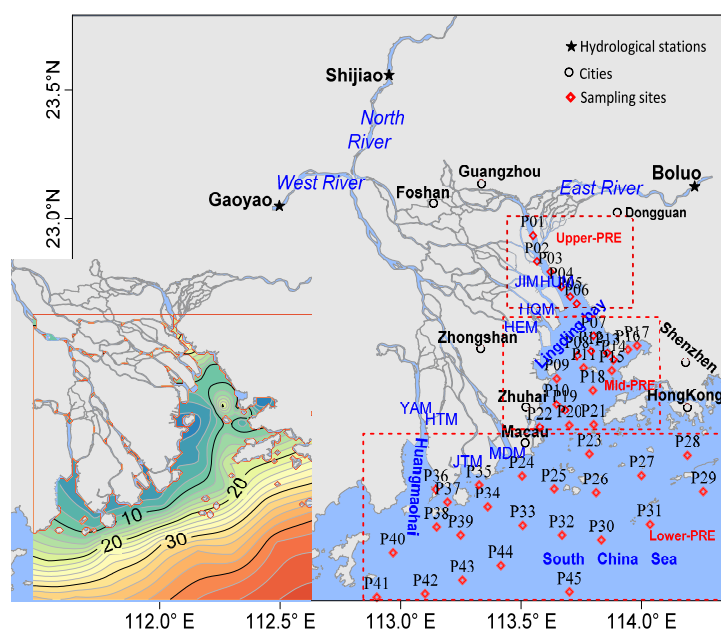 Hydrological stations
Cities
Sampling sites
23.5° N
23.0° N
Shijiao
North
River
West River
Gaoyao
Foshan
Guangzhou
East River
Boluo
Dongguan
P01
Upper-PRE
P02
P03
P04
P05
P06
JIM
HUM
HQM
HEM
Lingding bay
P07
P08
P09
P10
P11
P14
P15
P17
P18
P19
P20
P21
P22
Mid-PRE
Zhongshan
Shenzhen
HongKong
Zhuhai
Macau
YAM
HTM
JTM
MDM
Huangmaohai
P23
P24
P25
P26
P27
P28
P29
P30
P31
P32
P33
P34
P35
P36
P37
P38
P39
P40
P41
P42
P43
P44
P45
Lower-PRE
South China Sea
10
20
20
30
112.0° E
112.5° E
113.0° E
113.5° E
114.0° E